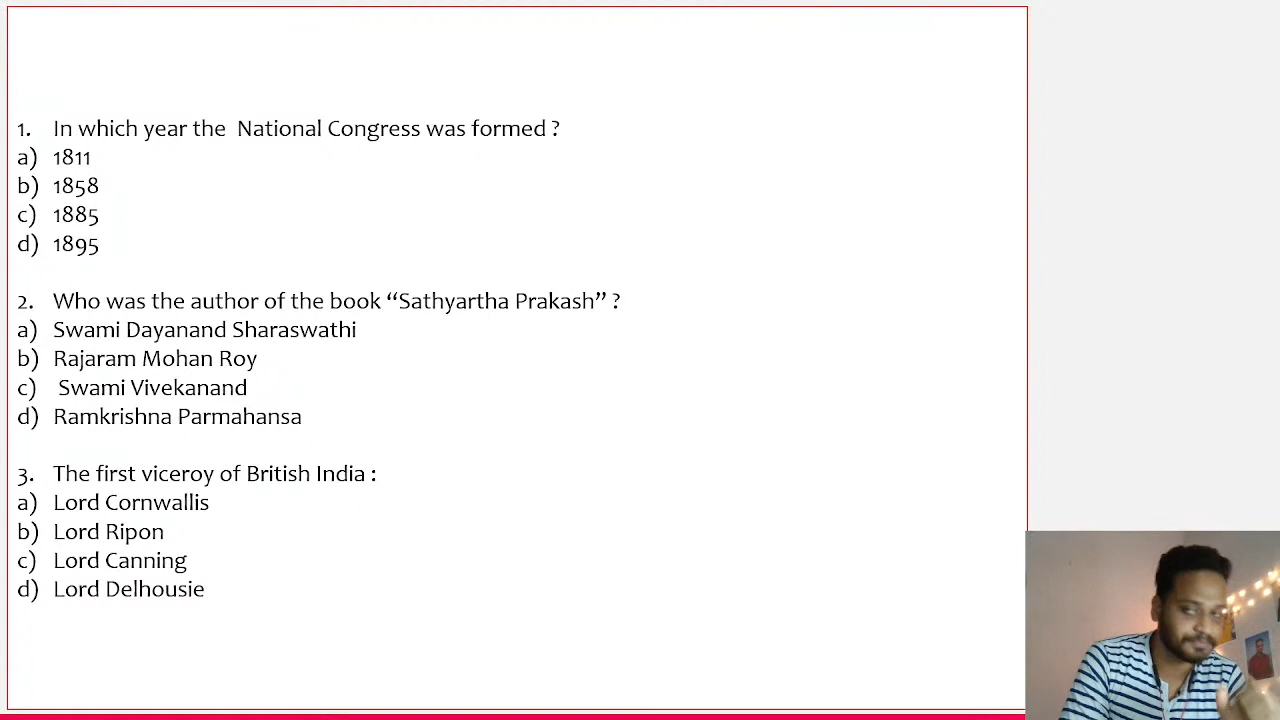 1. In which year the National Congress was formed ?
a) 1811
b) 1858
c) 1885
d) 1895
2. Who was the author of the book “Sathyartha Prakash” ?
a) Swami Dayanand Sharaswathi
b) Rajaram Mohan Roy
c) Swami Vivekanand
d) Ramkrishna Parmahansa
3. The first viceroy of British India :
a) Lord Cornwallis
b) Lord Ripon
c) Lord Canning
d) Lord Delhousie